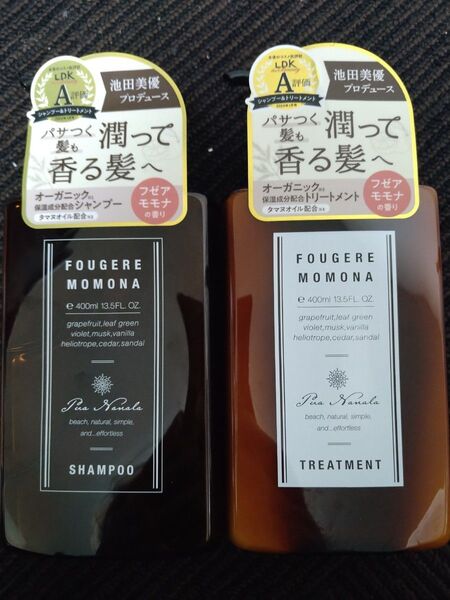 LDK
A評価
シャンプー&トリートメント
池田美優
プロデュース
パサつく
髪も
潤って
香る髪へ
オーガニック
保湿成分配合シャンプー
タマヌオイル配合
フゼア
モモナ
の香り
FOUGERE
MOMONA
℮ 400ml 13.5FL. OZ.
grapefruit,leaf green
violet,musk,vanilla
heliotrope,cedar,sandal
Pua Nanala
beach, natural, simple,
and...effortless
SHAMPOO
LDK
A評価
シャンプー&トリートメント
池田美優
プロデュース
パサつく
髪も
潤って
香る髪へ
オーガニック
保湿成分配合トリートメント
タマヌオイル配合
フゼア
モモナ
の香り
FOUGERE
MOMONA
℮ 400ml 13.5FL. OZ.
grapefruit,leaf green
violet,musk,vanilla
heliotrope,cedar,sandal
Pua Nanala
beach, natural, simple,
and...effortless
TREATMENT